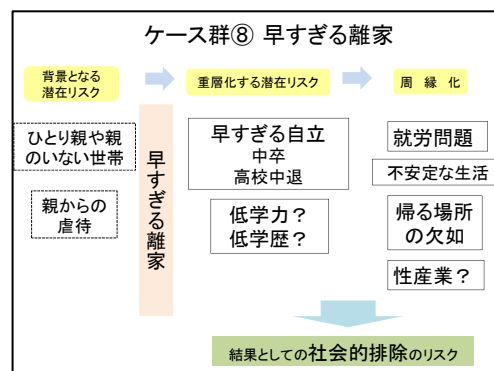 ケース群⑧ 早すぎる離家
背景となる
潜在リスク
重層化する潜在リスク
周 縁 化
ひとり親や親
のいない世帯
親からの
虐待
早すぎる離家
早すぎる自立
中卒
高校中退
低学力？
低学歴？
就労問題
不安定な生活
帰る場所
の欠如
性産業？
結果としての社会的排除のリスク